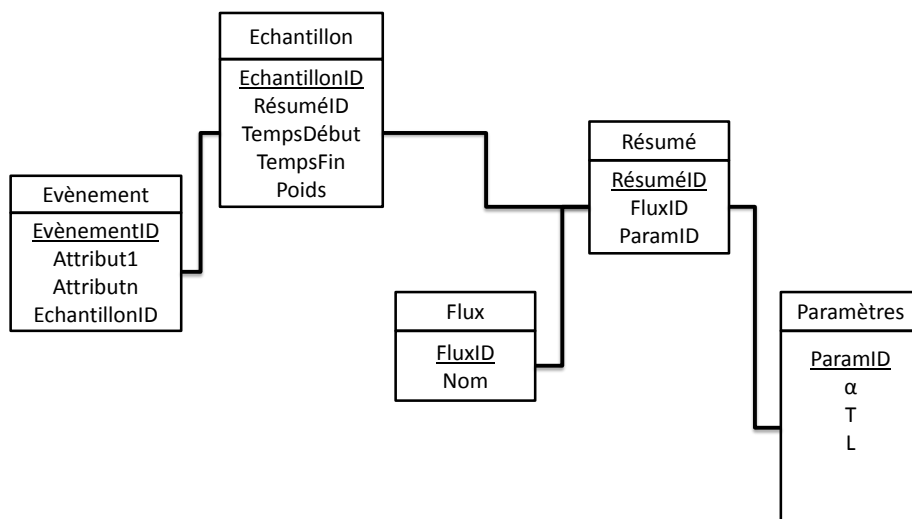 Echantillon
EchantillonID
RésuméID
TempsDébut
TempsFin
Poids
Evènement
EvènementID
Attribut1
Attributn
EchantillonID
Résumé
RésuméID
FluxID
ParamID
Flux
FluxID
Nom
Paramètres
ParamID
α
T
L